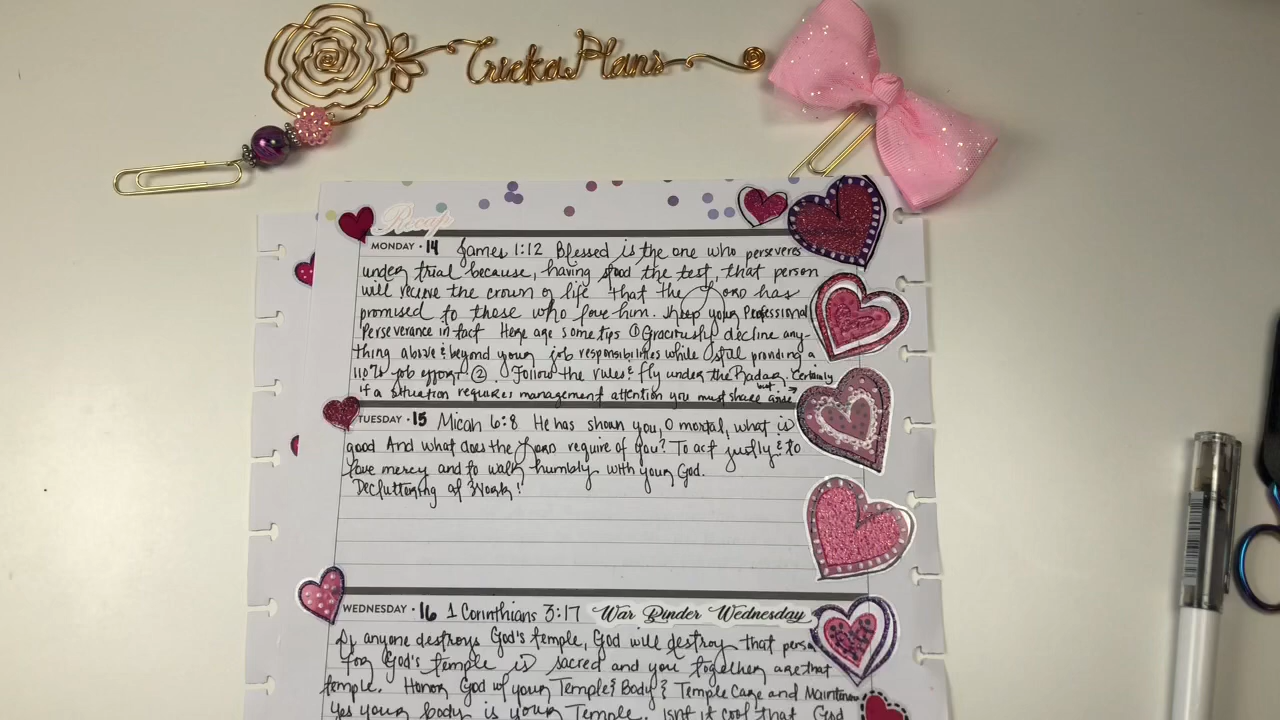 TrickaPlans
Recap
MONDAY · 14 James 1:12 Blessed is the one who perseveres
under trial because, having stood the test, that person
will recieve the crown of life that the Lord has
promised to those who love him. Keep your Professional
Perseverance in fact Here are some tips ① Graciously decline any-
thing above & beyond your job responsibilities while still providing a
110% job effort ②. Follow the rules & fly under the Radar. Certainly
but
if a situation requires management attention you must share
TUESDAY · 15 Micah 6:8 He has shown you, O mortal, what is
good And what does the Lord require of you? To act justly & to
love mercy and to walk humbly with your God.
Decluttering at Work!
WEDNESDAY · 16 1 Corinthians 3:17 War Binder Wednesday
If anyone destroys God's temple, God will destroy that person
for God's temple is sacred and you together are that
temple. Honor God w/ your Temple & Body & Temple Care and
Yes your body is your Temple. Isn't it cool that God